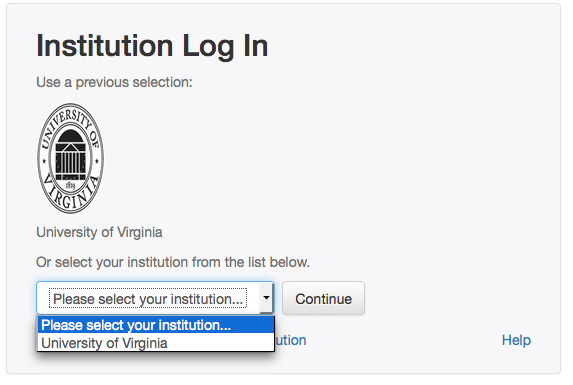 Institution Log In
Use a previous selection:
UNIVERSITY OF
VIRGINIA
1819
University of Virginia
Or select your institution from the list below.
Please select your institution...
Continue
Please select your institution...
University of Virginia
ution
Help